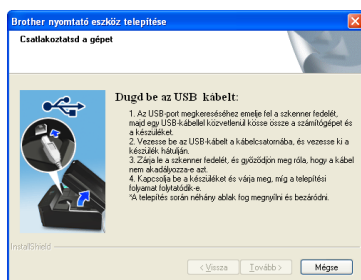 Brother nyomtató eszköz telepítése
Csatlakoztatsd a gépet
Dugd be az USB kábelt:
1. Az USB-port megkereséséhez emelje fel a szkenner fedelét,
majd egy USB-kábellel közvetlenül kösse össze a számítógépet és
a készüléket.
2. Vezesse be az USB-kábelt a kábelcsatornába, és vezesse ki a
készülék hátulján.
3. Zárja le a szkenner fedelét, és győződjön meg róla, hogy a kábel
nem akadályozza-e azt.
4. Kapcsolja be a készüléket és várja meg, míg a telepítési
folyamat folytatódik-e.
*A telepítés során néhány ablak fog megnyílni és bezáródni.
InstallShield
< Vissza
Tovább >
Mégse